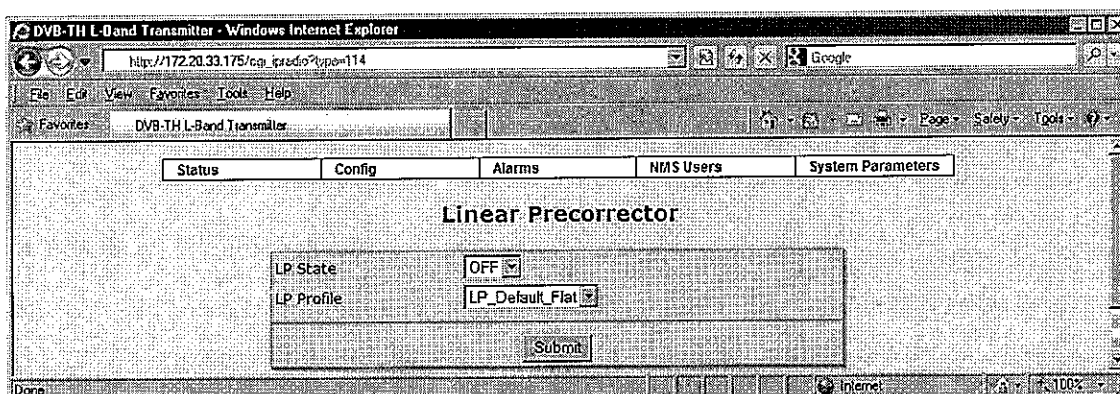 DVB-TH L-Band Transmitter - Windows Internet Explorer
http://172.20.33.175/cgi_ipradio?type=114
Google
File Edit View Favorites Tools Help
Favorites DVB-TH L-Band Transmitter Page Safety Tools
Status Config Alarms NMS Users System Parameters
Linear Precorrector
LP State OFF
LP Profile LP_Default_Flat
Submit
Done Internet 100%